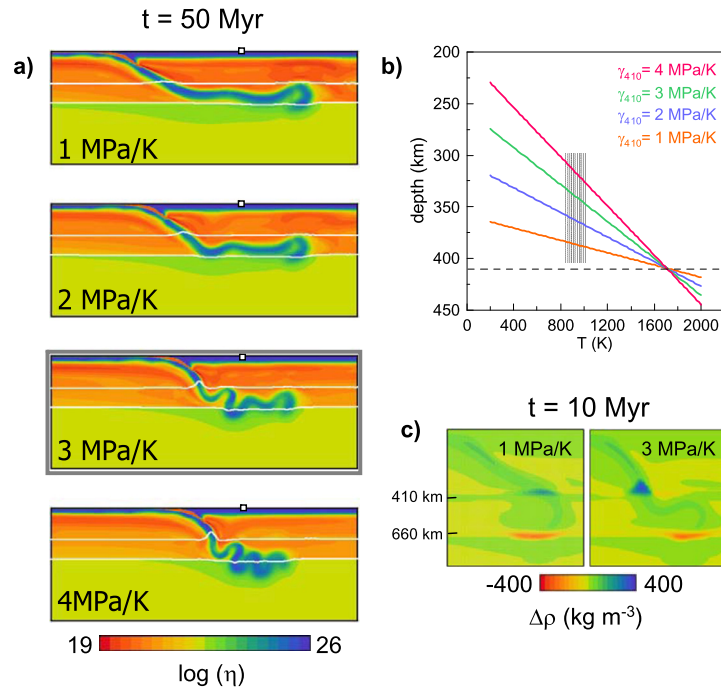 t = 50 Myr
a)
1 MPa/K
2 MPa/K
3 MPa/K
4MPa/K
19
26
log (η)
b)
γ410= 4 MPa/K
γ410= 3 MPa/K
γ410= 2 MPa/K
γ410= 1 MPa/K
depth (km)
200
250
300
350
400
450
0
400
800
1200
1600
2000
T (K)
t = 10 Myr
c)
1 MPa/K
3 MPa/K
410 km
660 km
-400
400
Δρ (kg m⁻³)